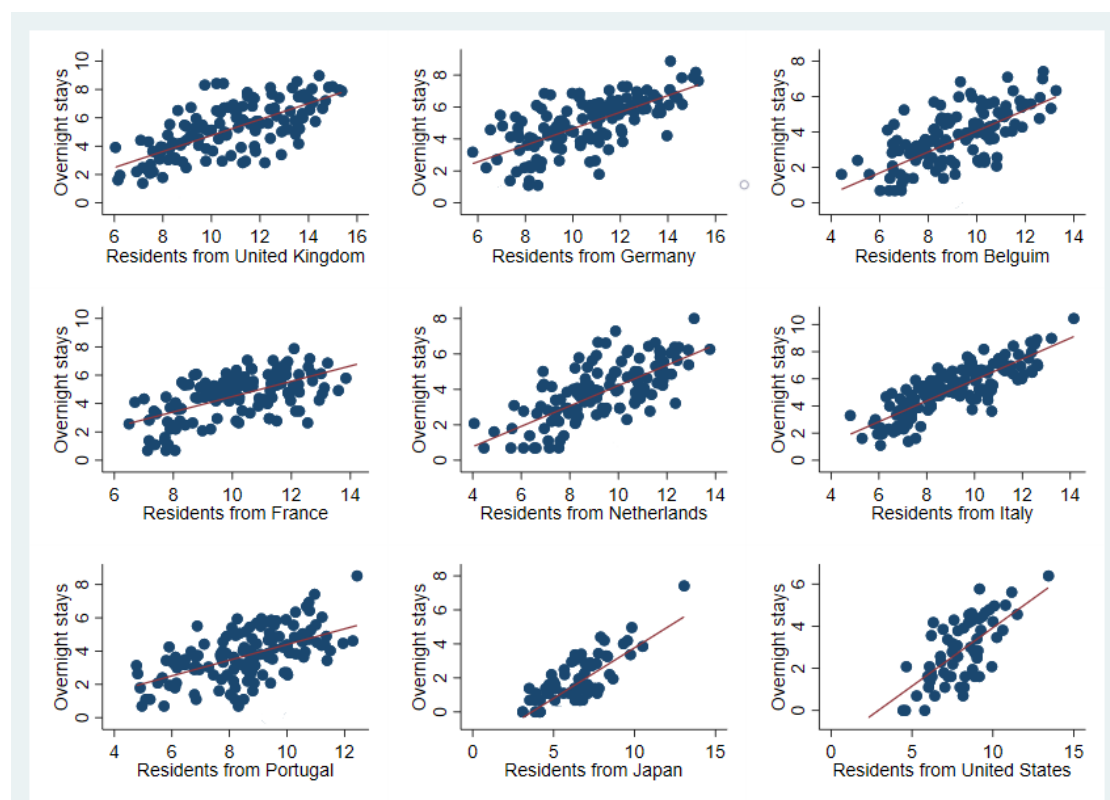 Overnight stays
0 2 4 6 8 10
6 8 10 12 14 16
Residents from United Kingdom
Overnight stays
0 2 4 6 8
6 8 10 12 14 16
Residents from Germany
Overnight stays
0 2 4 6 8
4 6 8 10 12 14
Residents from Belguim
Overnight stays
0 2 4 6 8 10
6 8 10 12 14
Residents from France
Overnight stays
0 2 4 6 8
4 6 8 10 12 14
Residents from Netherlands
Overnight stays
0 2 4 6 8 10
4 6 8 10 12 14
Residents from Italy
Overnight stays
0 2 4 6 8
4 6 8 10 12
Residents from Portugal
Overnight stays
0 2 4 6 8
0 5 10 15
Residents from Japan
Overnight stays
0 2 4 6
0 5 10 15
Residents from United States